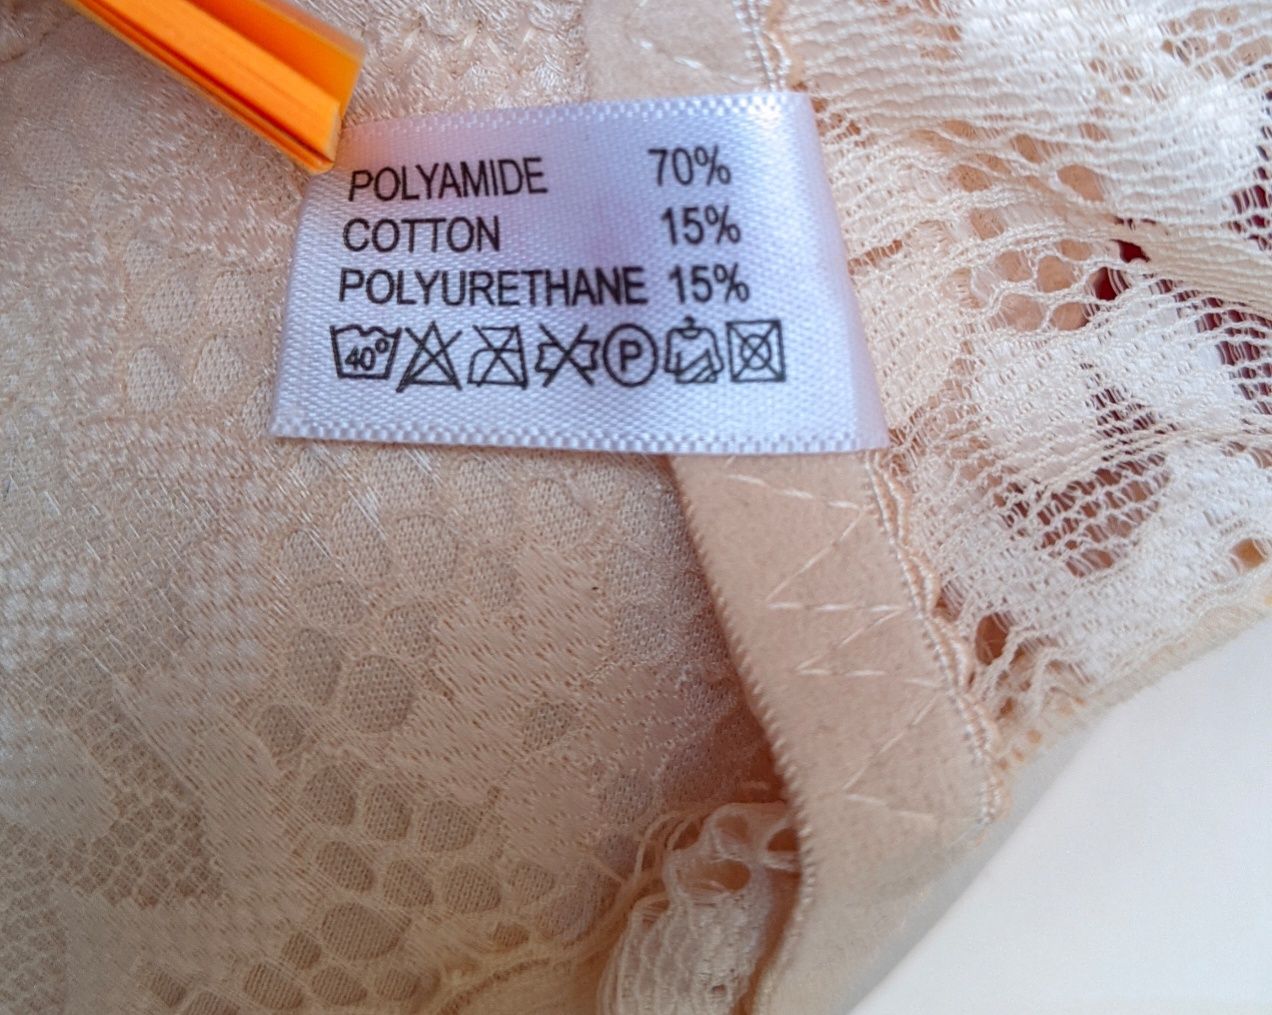 POLYAMIDE 70%
COTTON 15%
POLYURETHANE 15%
40° P